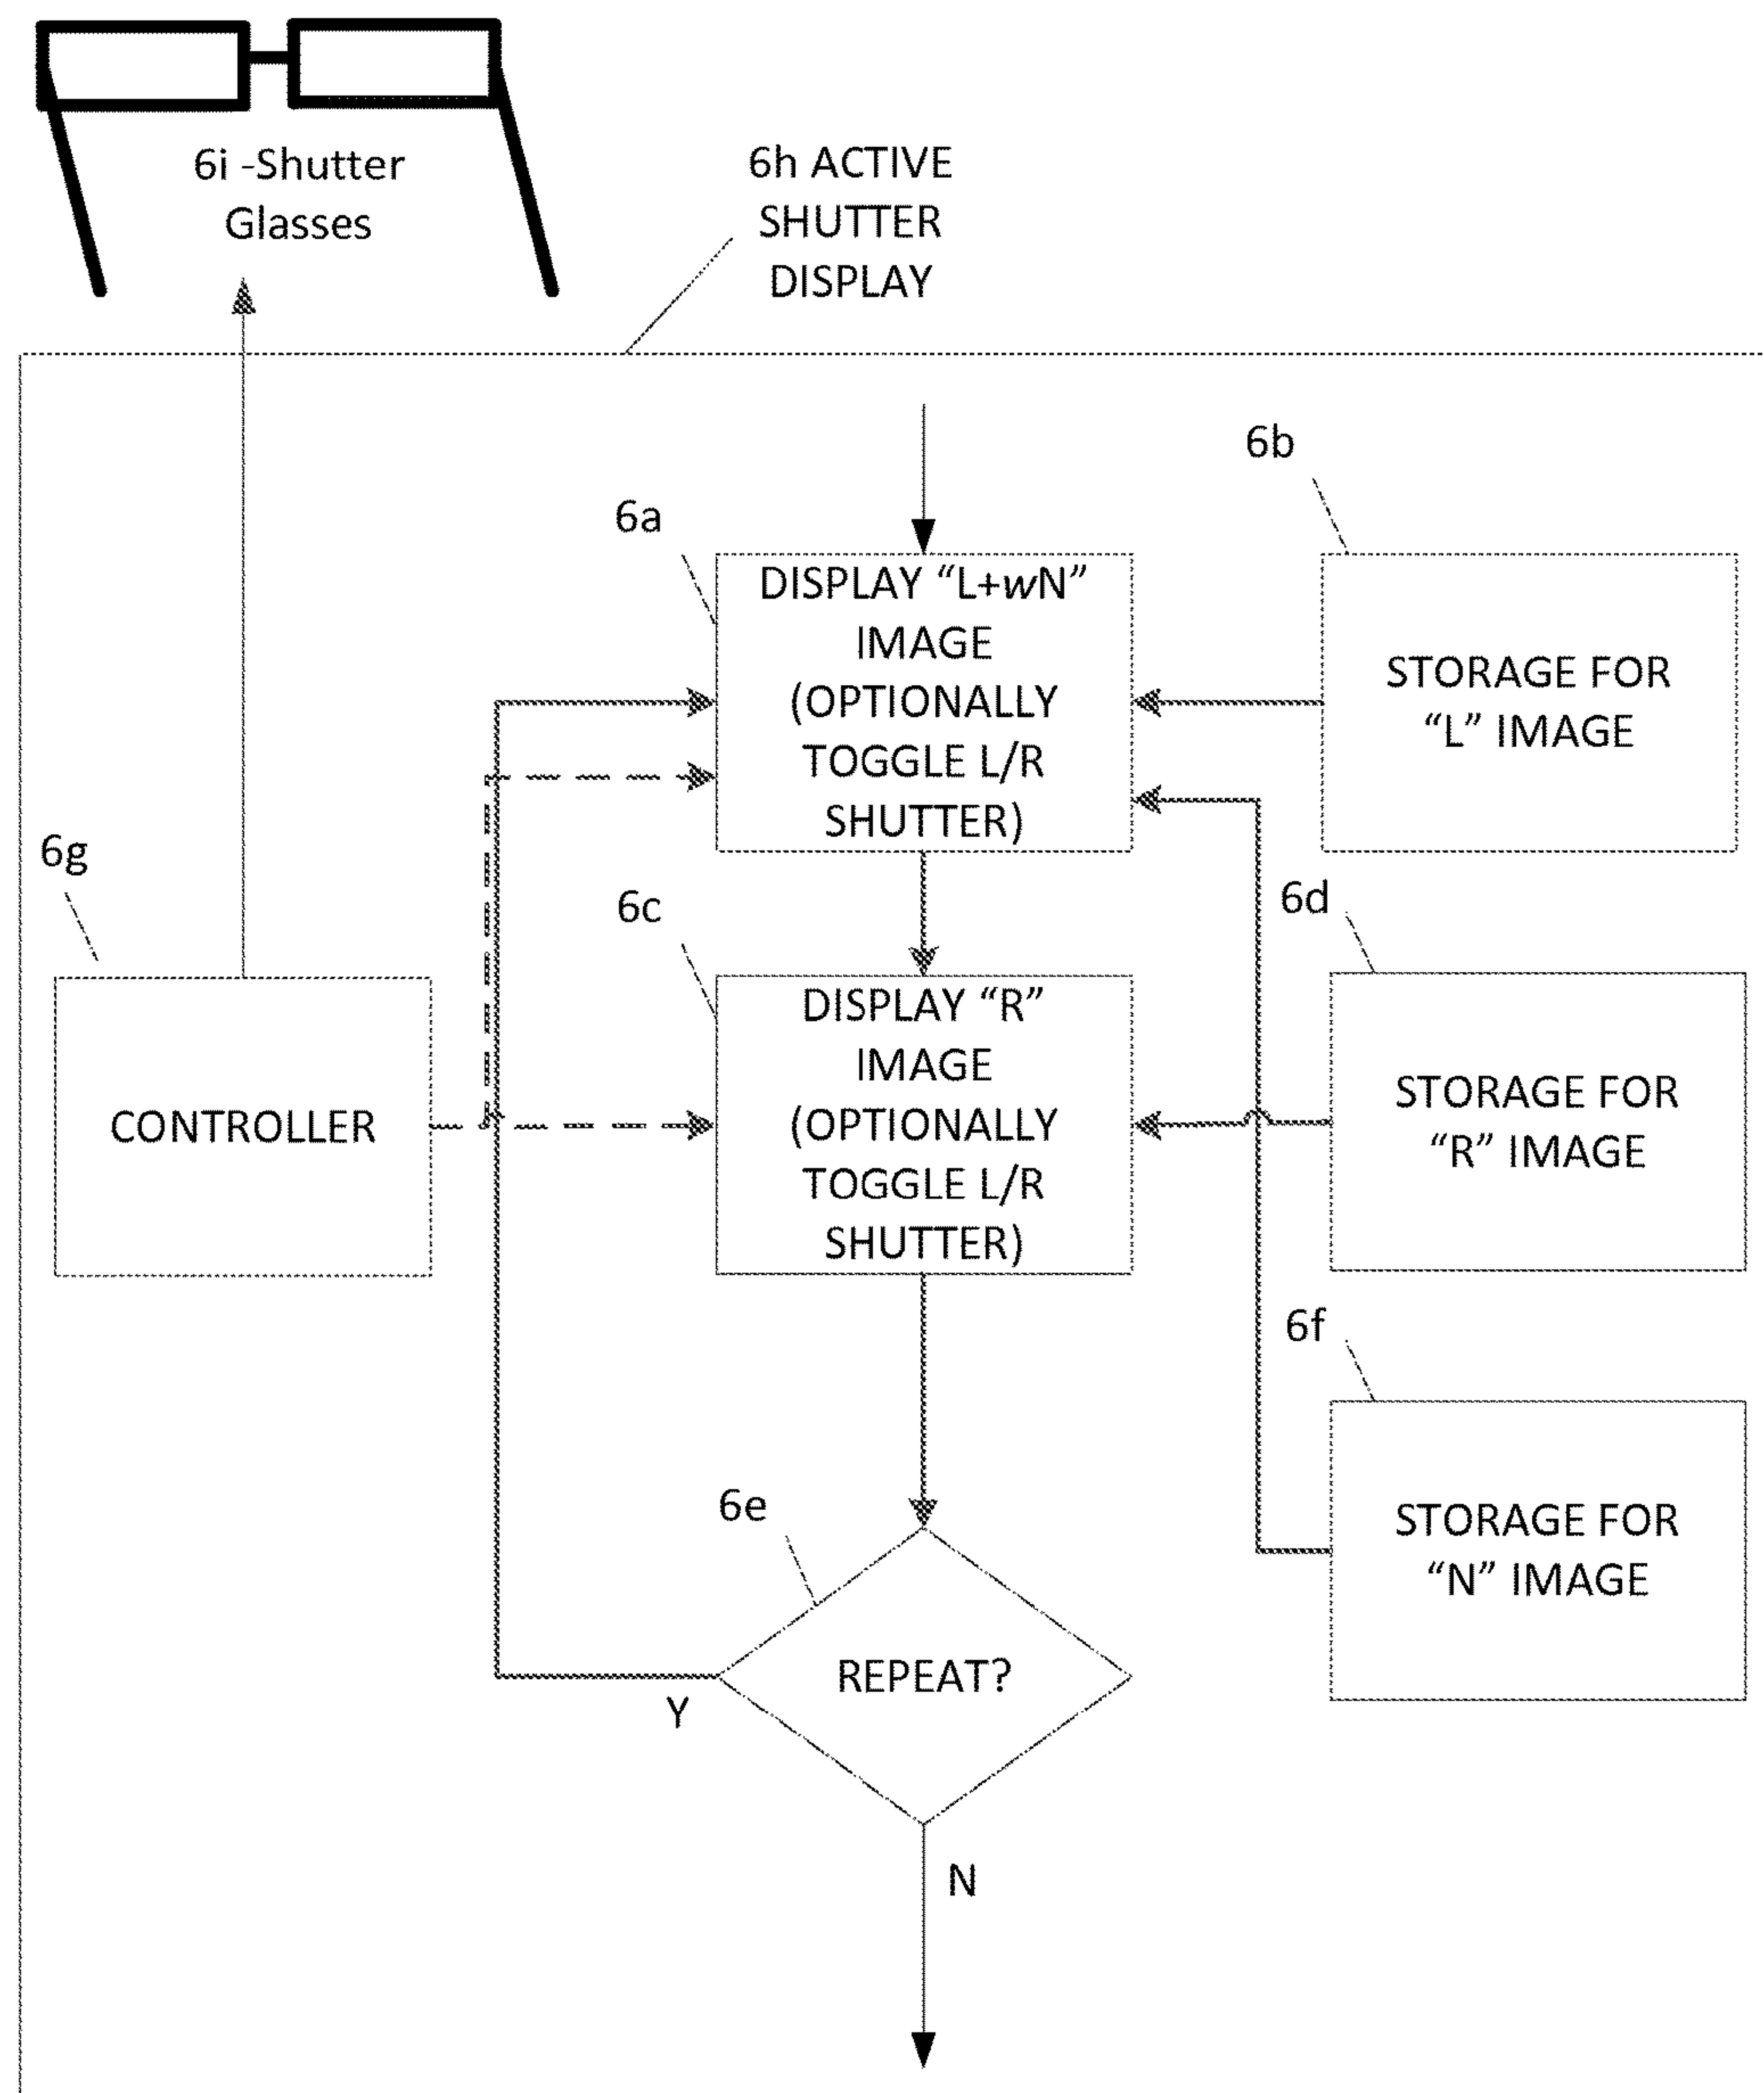 6i -Shutter
Glasses
6h ACTIVE
SHUTTER
DISPLAY
6a
DISPLAY “L+wN”
IMAGE
(OPTIONALLY
TOGGLE L/R
SHUTTER)
6b
STORAGE FOR
“L” IMAGE
6g
CONTROLLER
6c
DISPLAY “R”
IMAGE
(OPTIONALLY
TOGGLE L/R
SHUTTER)
6d
STORAGE FOR
“R” IMAGE
6f
STORAGE FOR
“N” IMAGE
6e
REPEAT?
Y
N